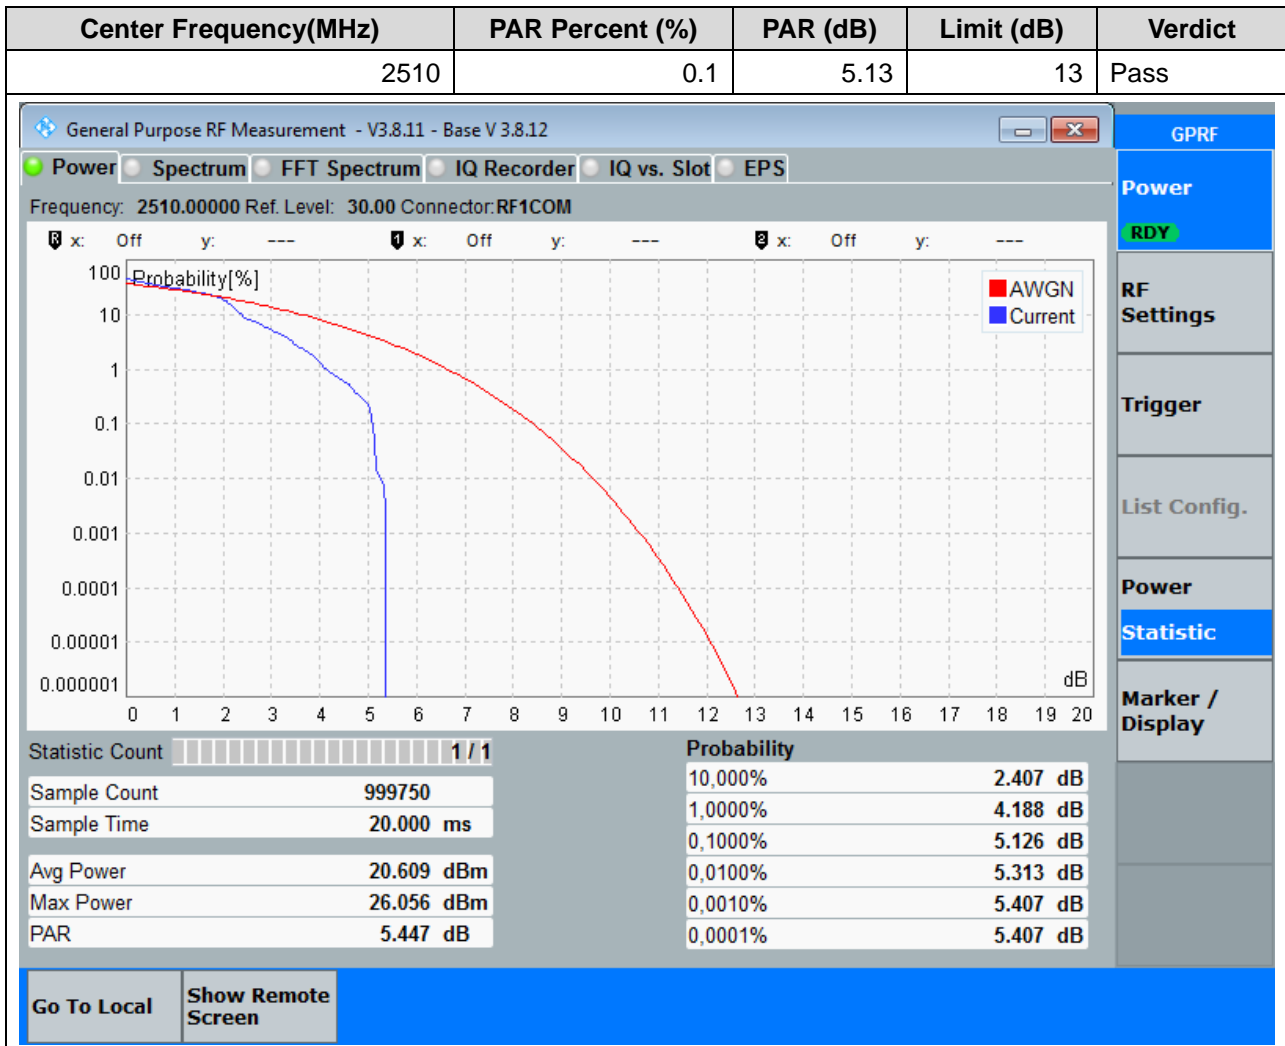 Center Frequency(MHz) PAR Percent (%) PAR (dB) Limit (dB) Verdict
2510 0.1 5.13 13 Pass
General Purpose RF Measurement - V3.8.11 - Base V 3.8.12
GPRF
Power Spectrum FFT Spectrum IQ Recorder IQ vs. Slot EPS
Frequency: 2510.00000 Ref. Level: 30.00 Connector: RF1COM
R x: Off y: --- 1 x: Off y: --- 2 x: Off y: ---
Probability[%]
AWGN
Current
100
10
1
0.1
0.01
0.001
0.0001
0.00001
0.000001
dB
0 1 2 3 4 5 6 7 8 9 10 11 12 13 14 15 16 17 18 19 20
Statistic Count 1 / 1
Sample Count 999750
Sample Time 20.000 ms
Avg Power 20.609 dBm
Max Power 26.056 dBm
PAR 5.447 dB
Probability
10,000% 2.407 dB
1,0000% 4.188 dB
0,1000% 5.126 dB
0,0100% 5.313 dB
0,0010% 5.407 dB
0,0001% 5.407 dB
Power
RDY
RF
Settings
Trigger
List Config.
Power
Statistic
Marker /
Display
Go To Local
Show Remote
Screen